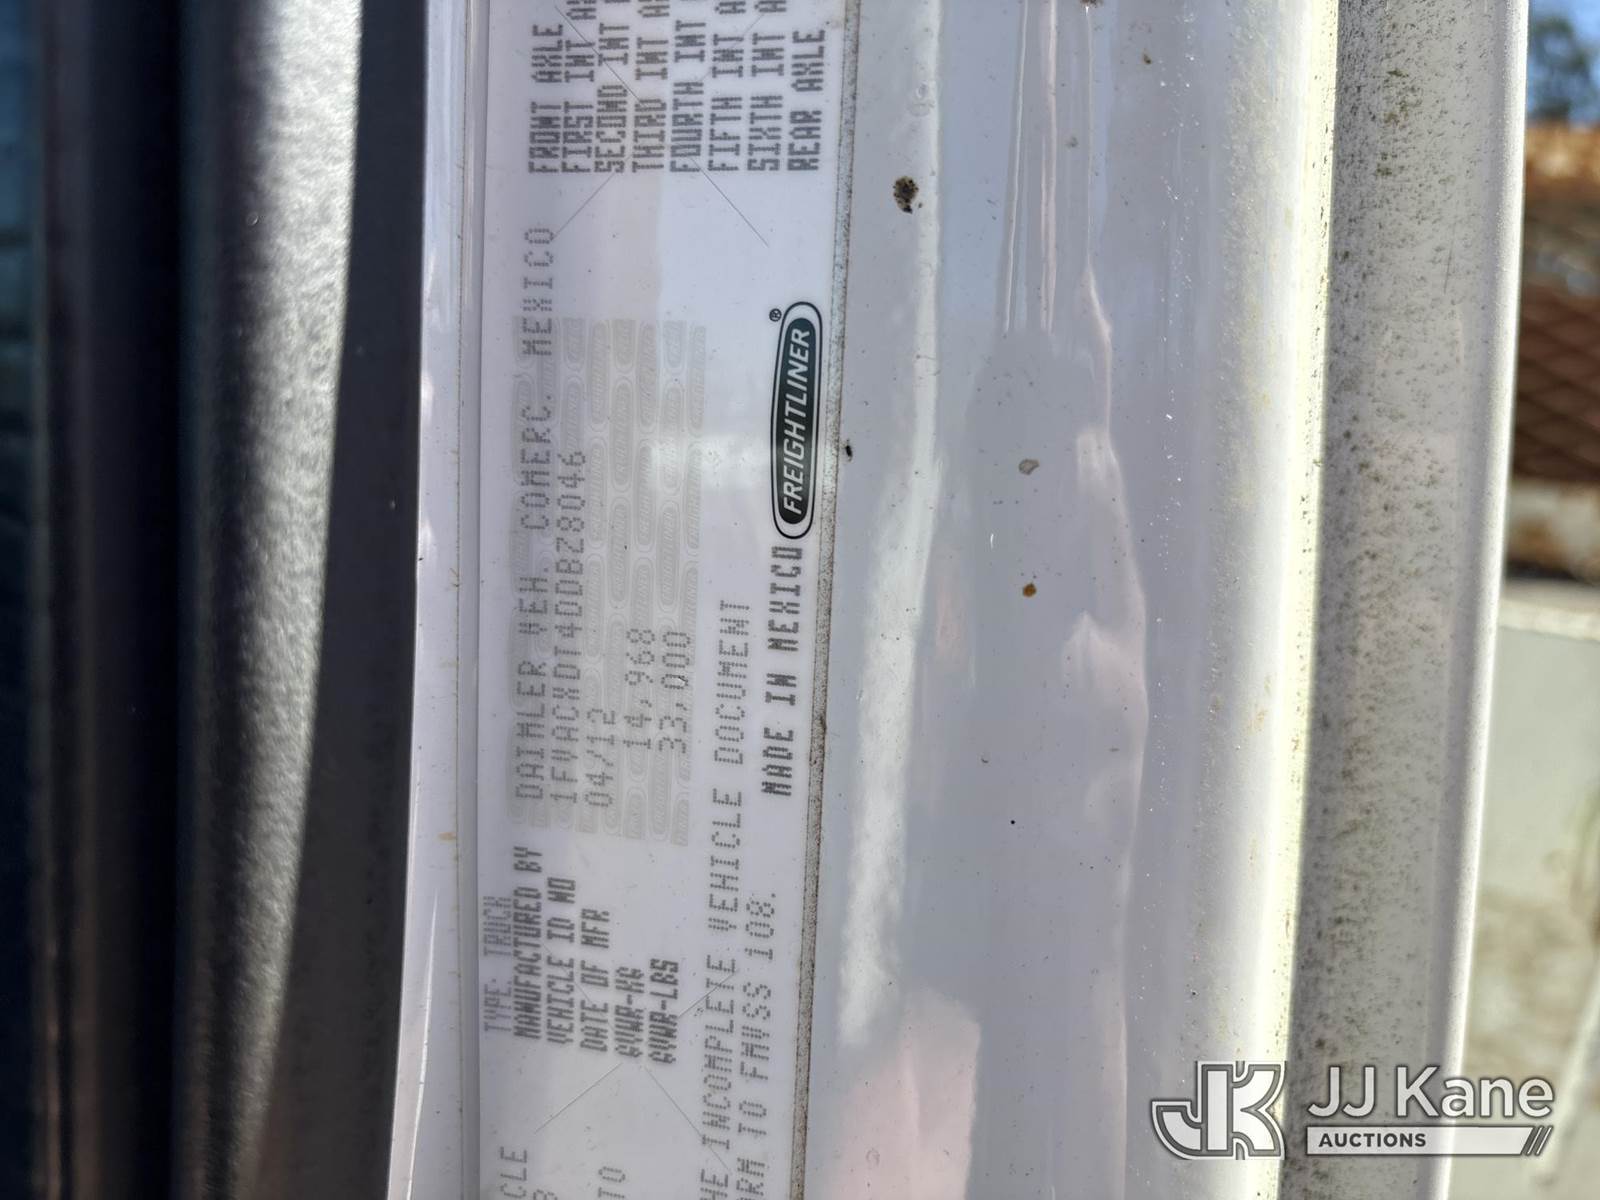 TYPE: TRUCK
MANUFACTURED BY DAIMLER VEH. COMERC. MEXICO
VEHICLE ID NO 1FVACXDT4DDBZ8046
DATE OF MFR 04/12
GVWR-KG 14,968
GVWR-LBS 33,000
FRONT AXLE
FIRST INT
SECOND INT
THIRD INT
FOURTH INT
FIFTH INT
SIXTH INT
REAR AXLE
INCOMPLETE VEHICLE DOCUMENT
TO FMVSS 108.
MADE IN MEXICO FREIGHTLINER®
JK JJ Kane
AUCTIONS